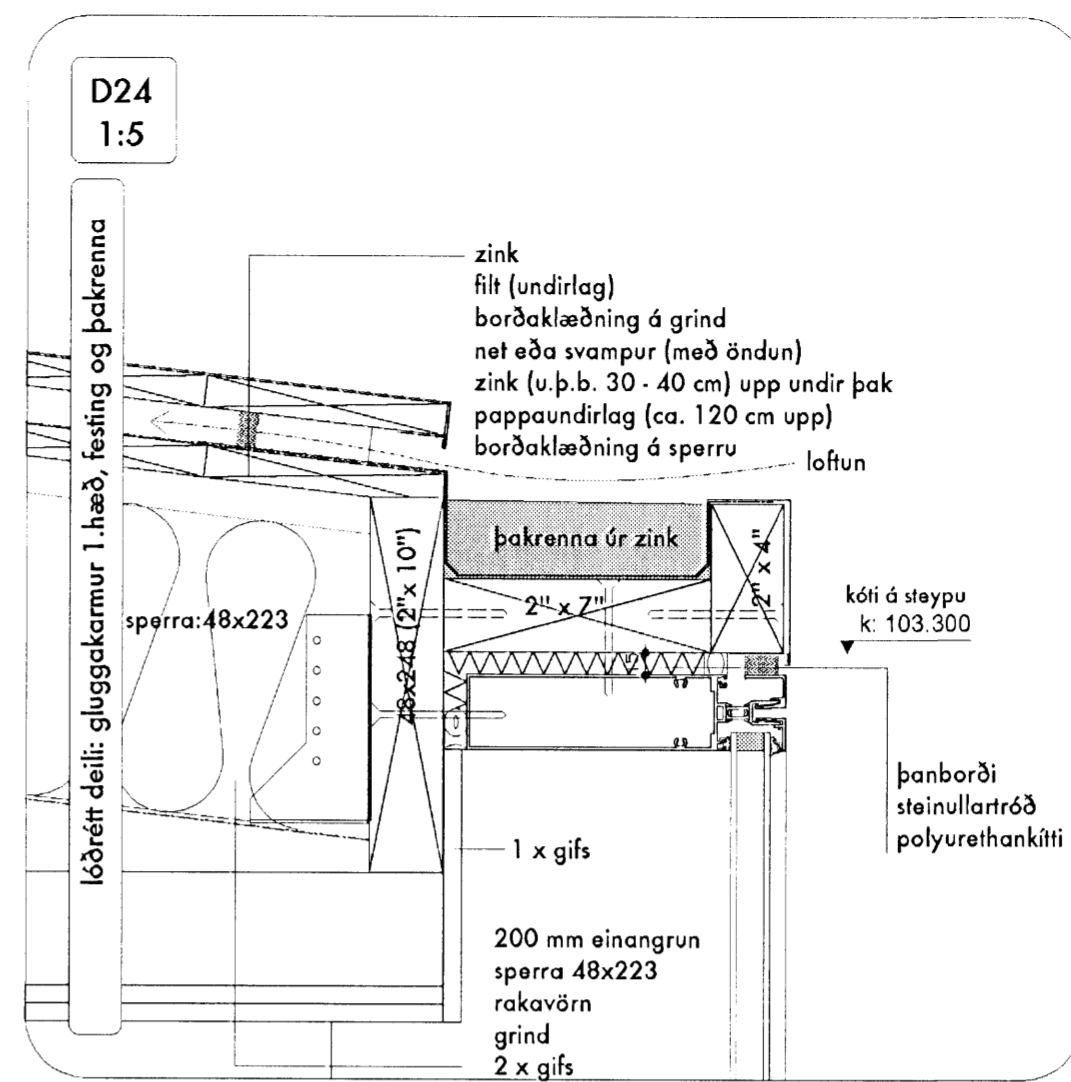 D24
1:5
lóðrétt deili: gluggakarmur 1.hæð, festing og þakrenna
zink
filt (undirlag)
borðaklæðning á grind
net eða svampur (með öndun)
zink (u.þ.b. 30 - 40 cm) upp undir þak
pappaundirlag (ca. 120 cm upp)
borðaklæðning á sperru
loftun
þakrenna úr zink
2" x 4"
2" x 7"
48x248 (2" x 10")
sperra:48x223
kóti á steypu
k: 103.300
15
þanborði
steinullartróð
polyurethankítti
1 x gifs
200 mm einangrun
sperra 48x223
rakavörn
grind
2 x gifs